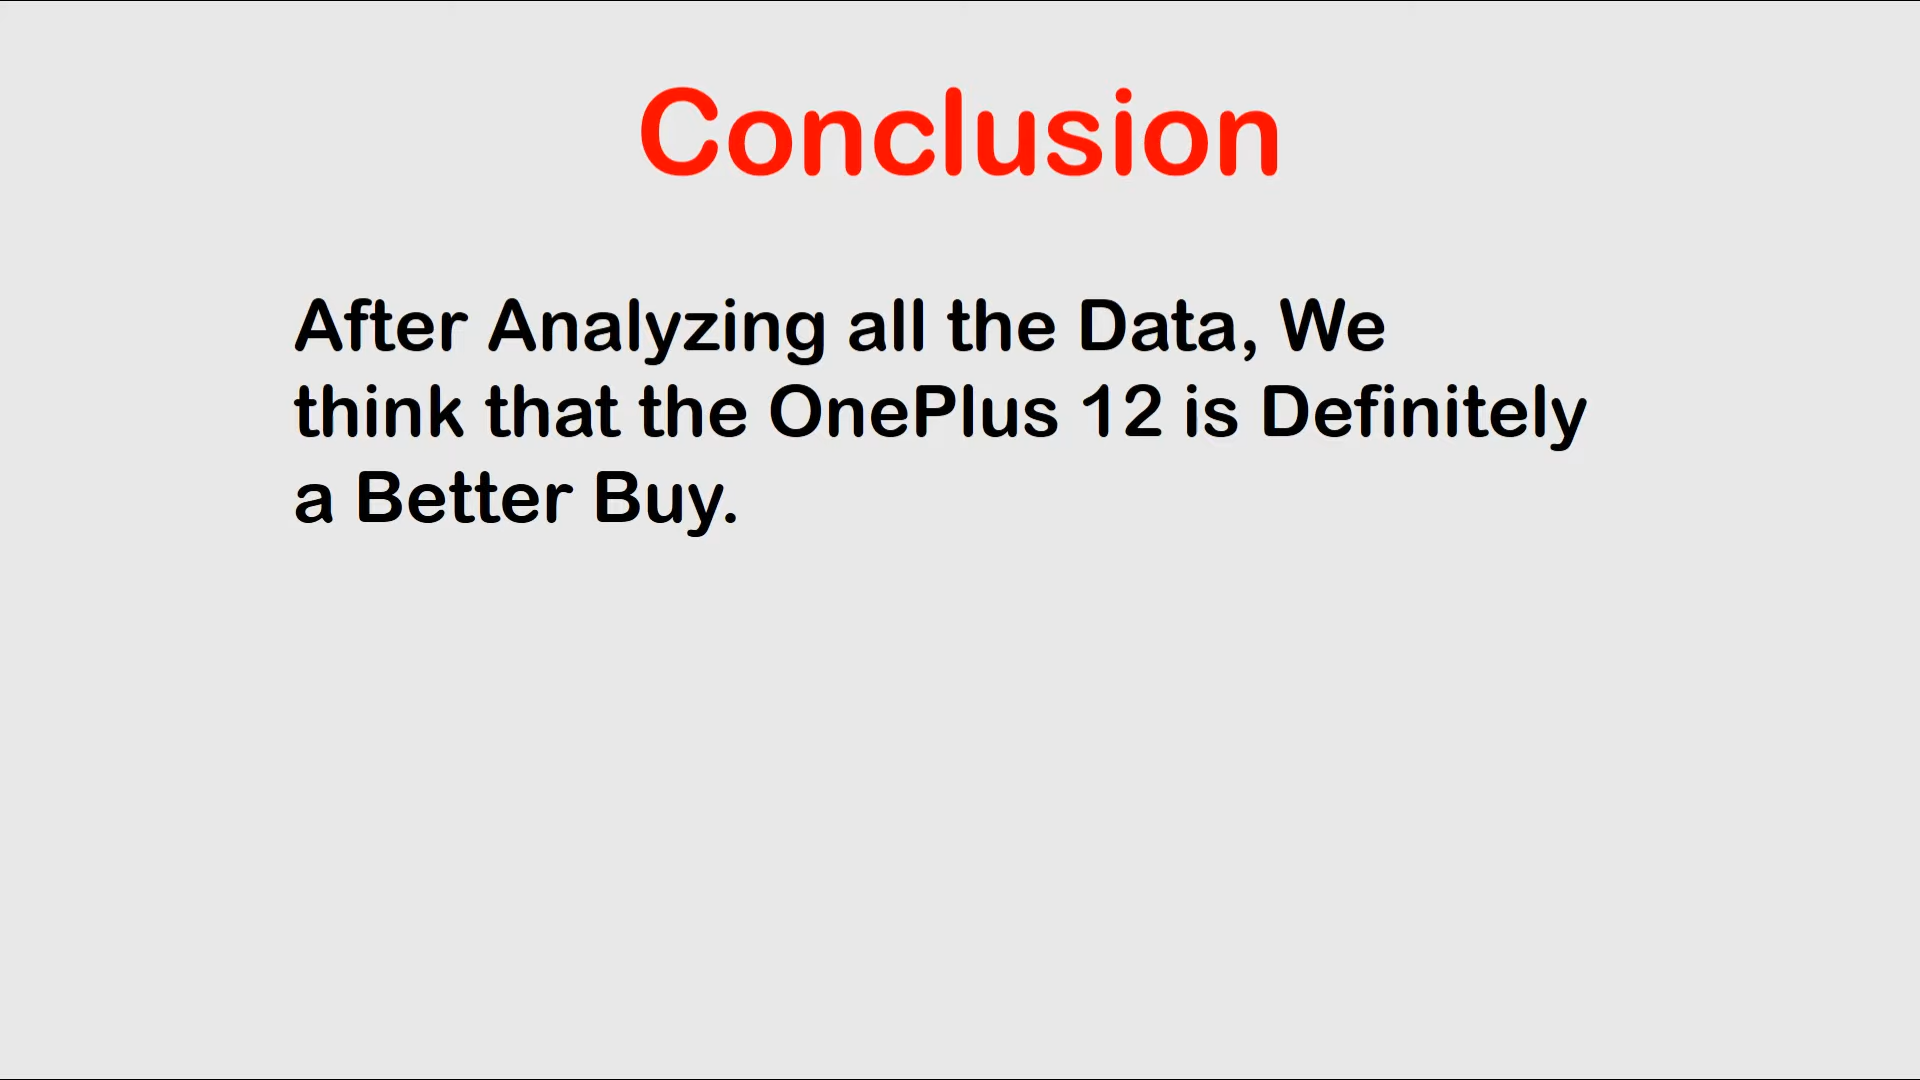 Conclusion
After Analyzing all the Data, We
think that the OnePlus 12 is Definitely
a Better Buy.